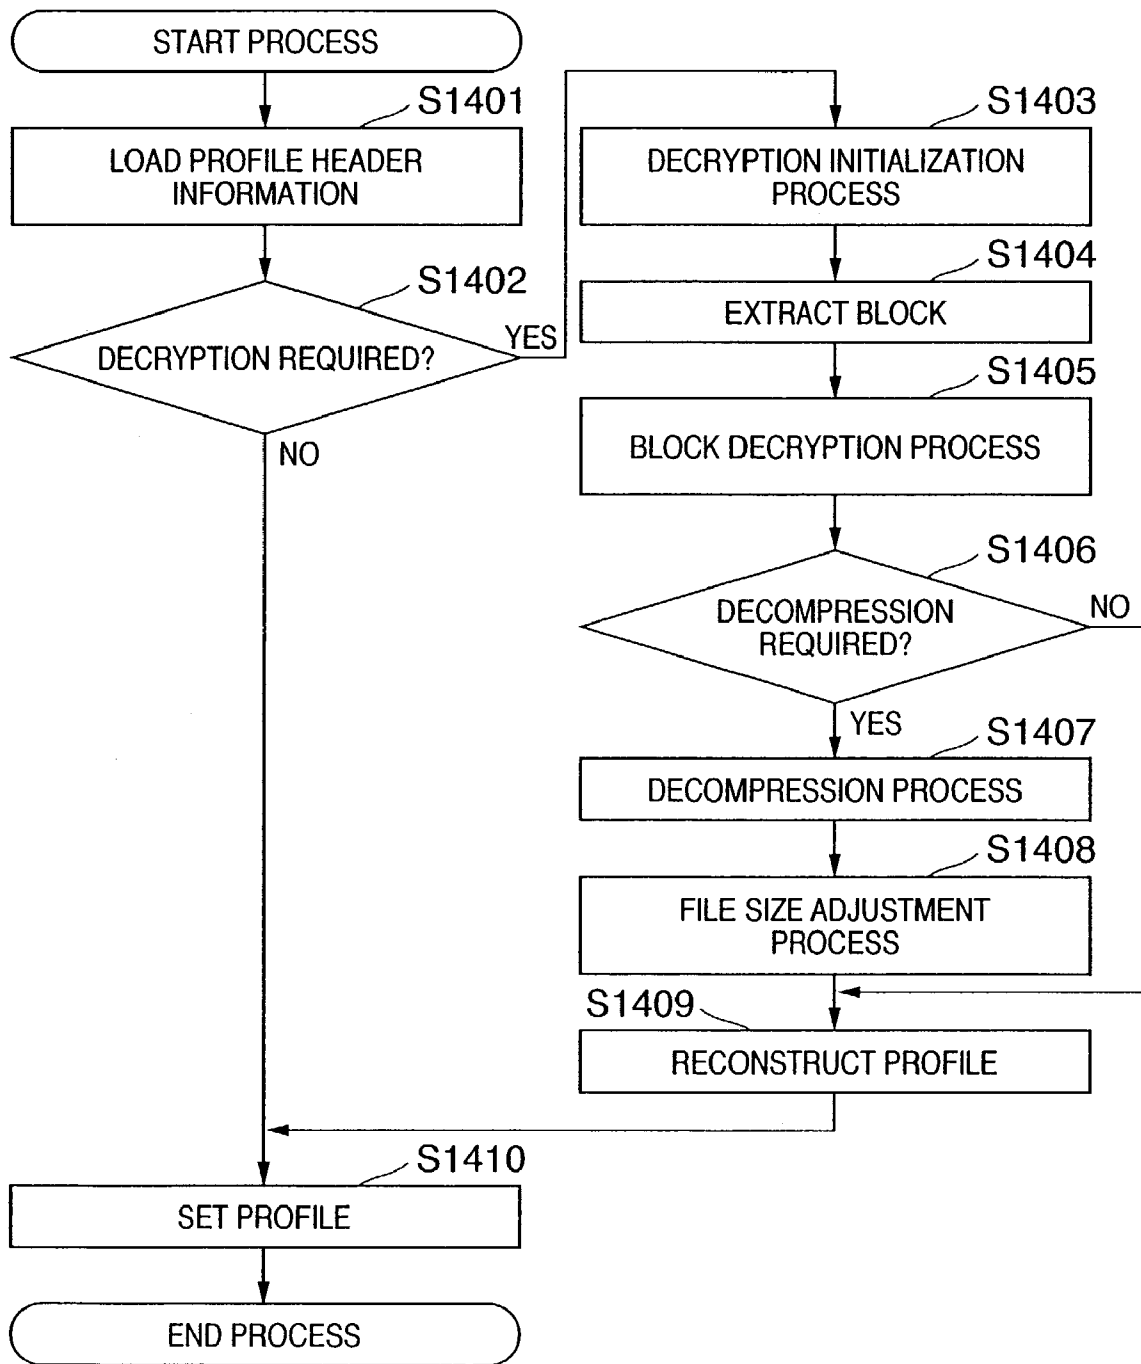 START PROCESS
S1401
LOAD PROFILE HEADER
INFORMATION
S1402
DECRYPTION REQUIRED?
YES
NO
S1403
DECRYPTION INITIALIZATION
PROCESS
S1404
EXTRACT BLOCK
S1405
BLOCK DECRYPTION PROCESS
S1406
DECOMPRESSION
REQUIRED?
NO
YES
S1407
DECOMPRESSION PROCESS
S1408
FILE SIZE ADJUSTMENT
PROCESS
S1409
RECONSTRUCT PROFILE
S1410
SET PROFILE
END PROCESS